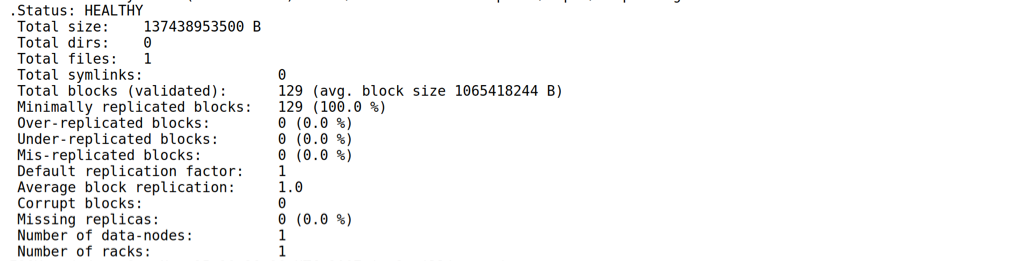 .Status: HEALTHY
Total size: 137438953500 B
Total dirs: 0
Total files: 1
Total symlinks: 0
Total blocks (validated): 129 (avg. block size 1065418244 B)
Minimally replicated blocks: 129 (100.0 %)
Over-replicated blocks: 0 (0.0 %)
Under-replicated blocks: 0 (0.0 %)
Mis-replicated blocks: 0 (0.0 %)
Default replication factor: 1
Average block replication: 1.0
Corrupt blocks: 0
Missing replicas: 0 (0.0 %)
Number of data-nodes: 1
Number of racks: 1